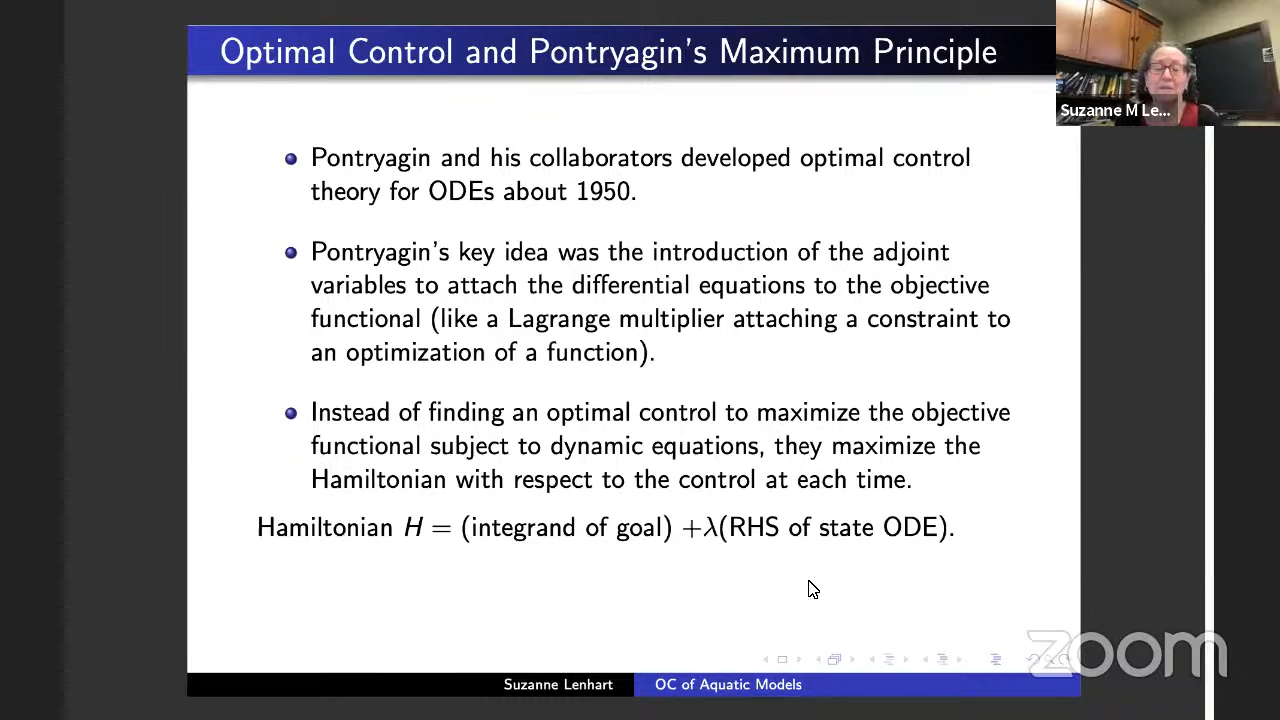 Optimal Control and Pontryagin's Maximum Principle
Suzanne M Le...
Pontryagin and his collaborators developed optimal control
theory for ODEs about 1950.
Pontryagin's key idea was the introduction of the adjoint
variables to attach the differential equations to the objective
functional (like a Lagrange multiplier attaching a constraint to
an optimization of a function).
Instead of finding an optimal control to maximize the objective
functional subject to dynamic equations, they maximize the
Hamiltonian with respect to the control at each time.
Hamiltonian H = (integrand of goal) +λ(RHS of state ODE).
zoom
Suzanne Lenhart OC of Aquatic Models